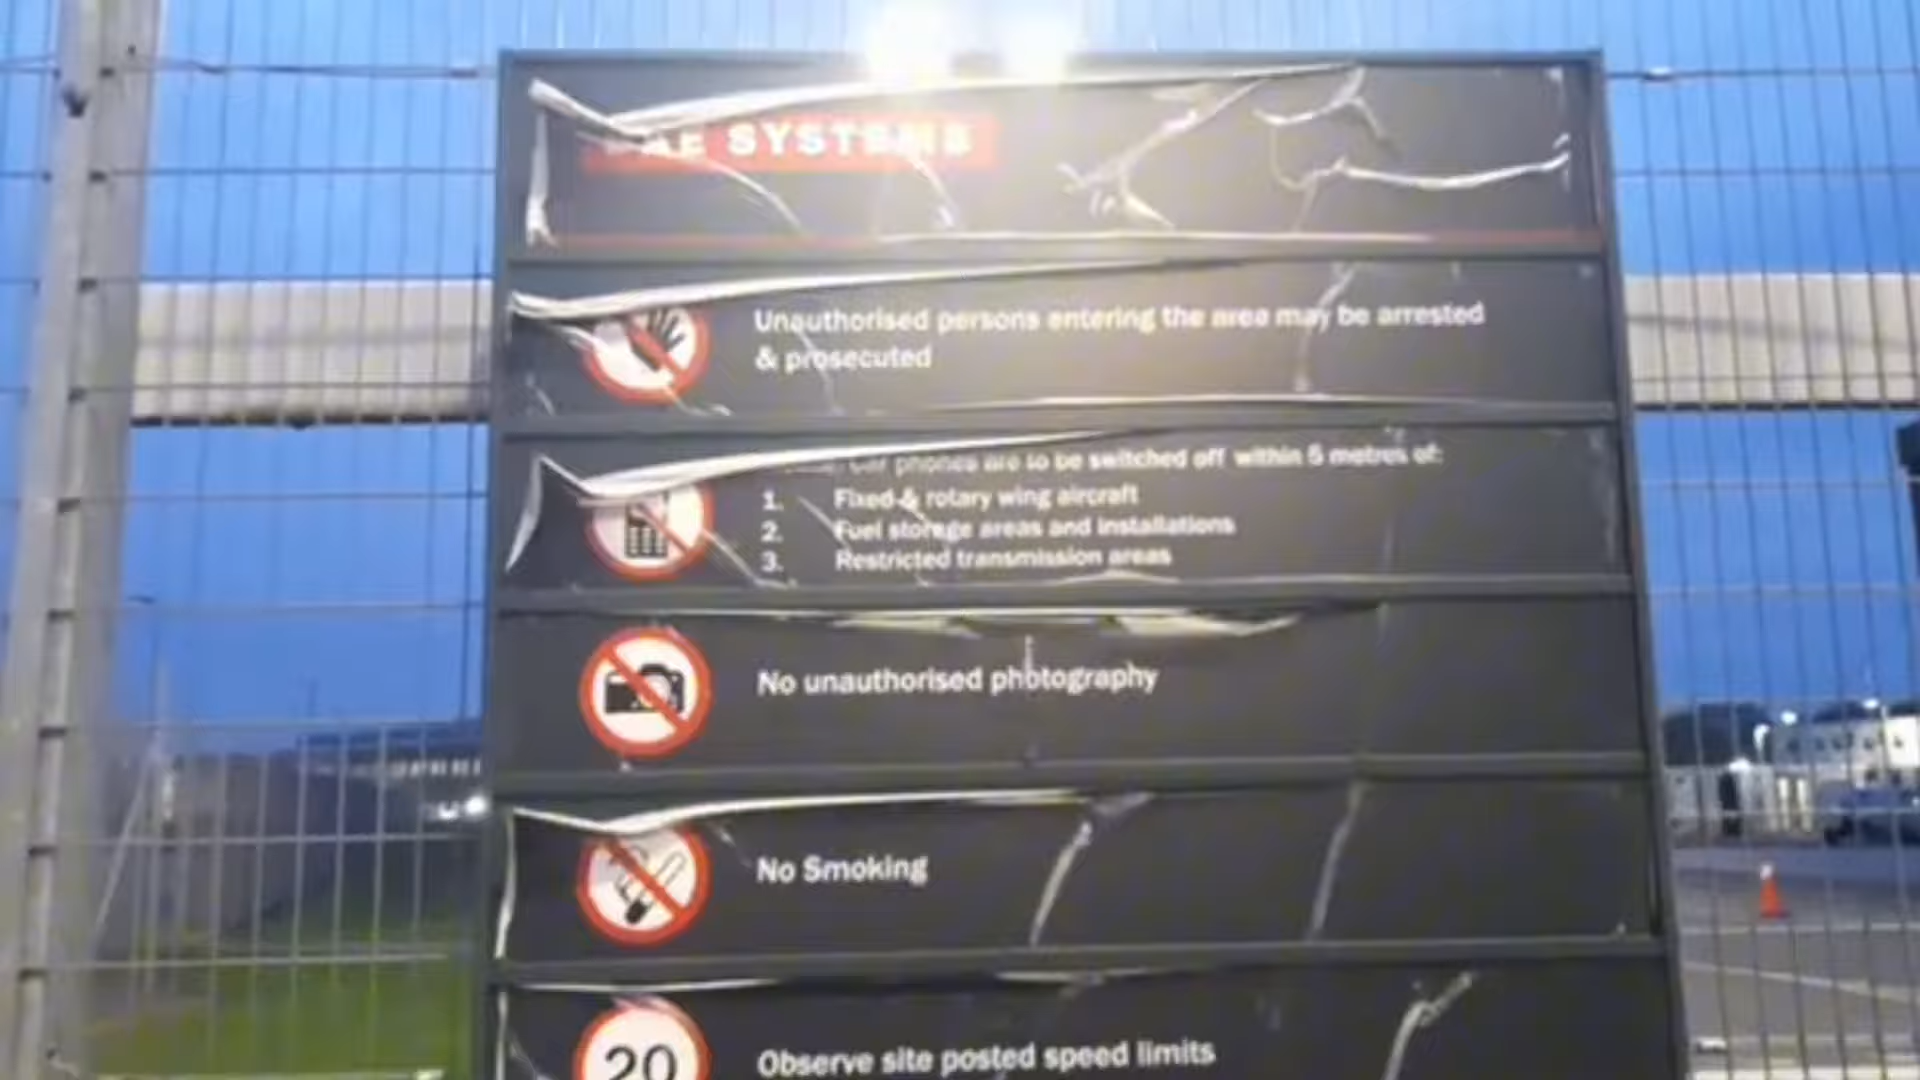 AE SYSTEMS
Unauthorised persons entering the area may be arrested
& prosecuted
phones are to be switched off within 5 metres of:
1. Fixed & rotary wing aircraft
2. Fuel storage areas and installations
3. Restricted transmission areas
No unauthorised photography
No Smoking
20
Observe site posted speed limits